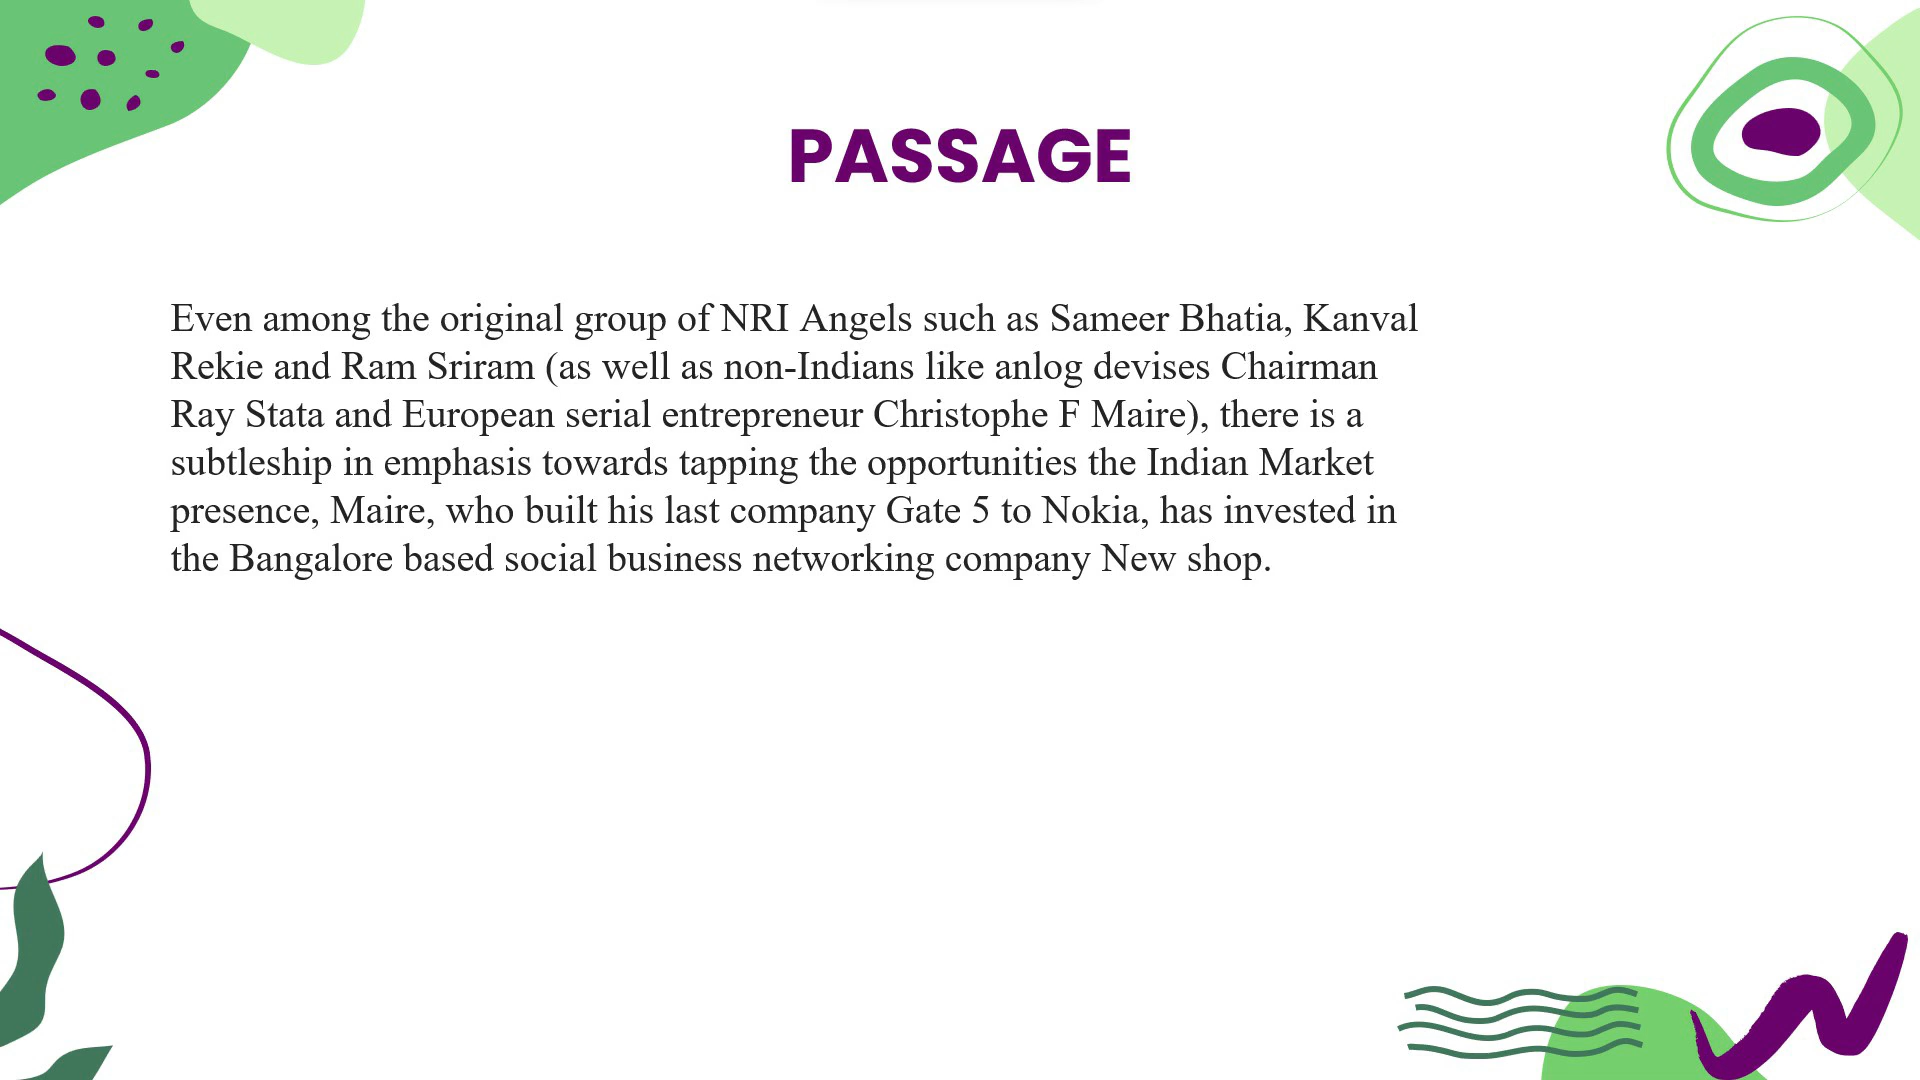 PASSAGE
Even among the original group of NRI Angels such as Sameer Bhatia, Kanval
Rekie and Ram Sriram (as well as non-Indians like anlog devises Chairman
Ray Stata and European serial entrepreneur Christophe F Maire), there is a
subtleship in emphasis towards tapping the opportunities the Indian Market
presence, Maire, who built his last company Gate 5 to Nokia, has invested in
the Bangalore based social business networking company New shop.